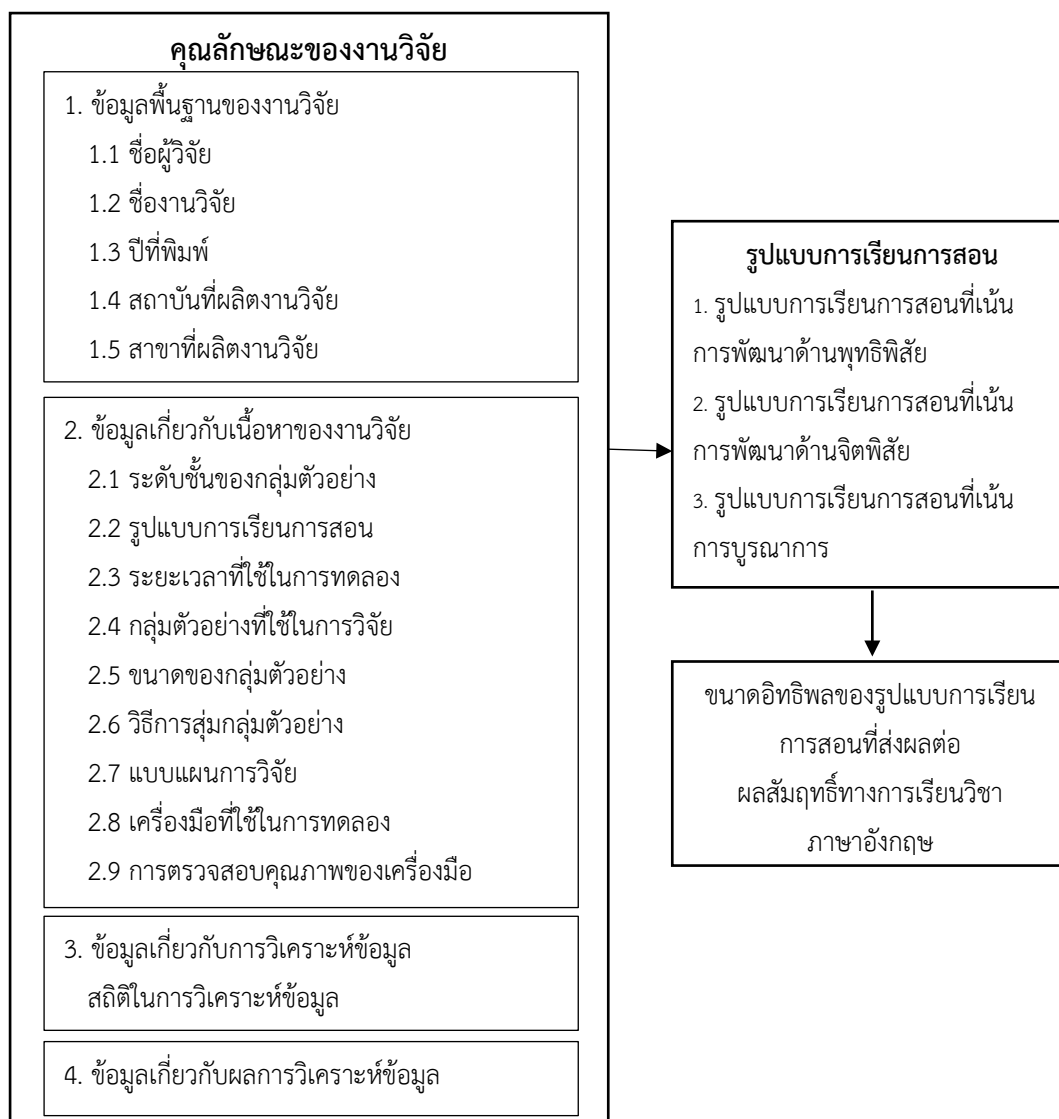 คุณลักษณะของงานวิจัย
1. ข้อมูลพื้นฐานของงานวิจัย
1.1 ชื่อผู้วิจัย
1.2 ชื่องานวิจัย
1.3 ปีที่พิมพ์
1.4 สถาบันที่ผลิตงานวิจัย
1.5 สาขาที่ผลิตงานวิจัย
2. ข้อมูลเกี่ยวกับเนื้อหาของงานวิจัย
2.1 ระดับชั้นของกลุ่มตัวอย่าง
2.2 รูปแบบการเรียนการสอน
2.3 ระยะเวลาที่ใช้ในการทดลอง
2.4 กลุ่มตัวอย่างที่ใช้ในการวิจัย
2.5 ขนาดของกลุ่มตัวอย่าง
2.6 วิธีการสุ่มกลุ่มตัวอย่าง
2.7 แบบแผนการวิจัย
2.8 เครื่องมือที่ใช้ในการทดลอง
2.9 การตรวจสอบคุณภาพของเครื่องมือ
3. ข้อมูลเกี่ยวกับการวิเคราะห์ข้อมูล
สถิติในการวิเคราะห์ข้อมูล
4. ข้อมูลเกี่ยวกับผลการวิเคราะห์ข้อมูล
รูปแบบการเรียนการสอน
1. รูปแบบการเรียนการสอนที่เน้น
การพัฒนาด้านพุทธิพิสัย
2. รูปแบบการเรียนการสอนที่เน้น
การพัฒนาด้านจิตพิสัย
3. รูปแบบการเรียนการสอนที่เน้น
การบูรณาการ
ขนาดอิทธิพลของรูปแบบการเรียน
การสอนที่ส่งผลต่อ
ผลสัมฤทธิ์ทางการเรียนวิชา
ภาษาอังกฤษ